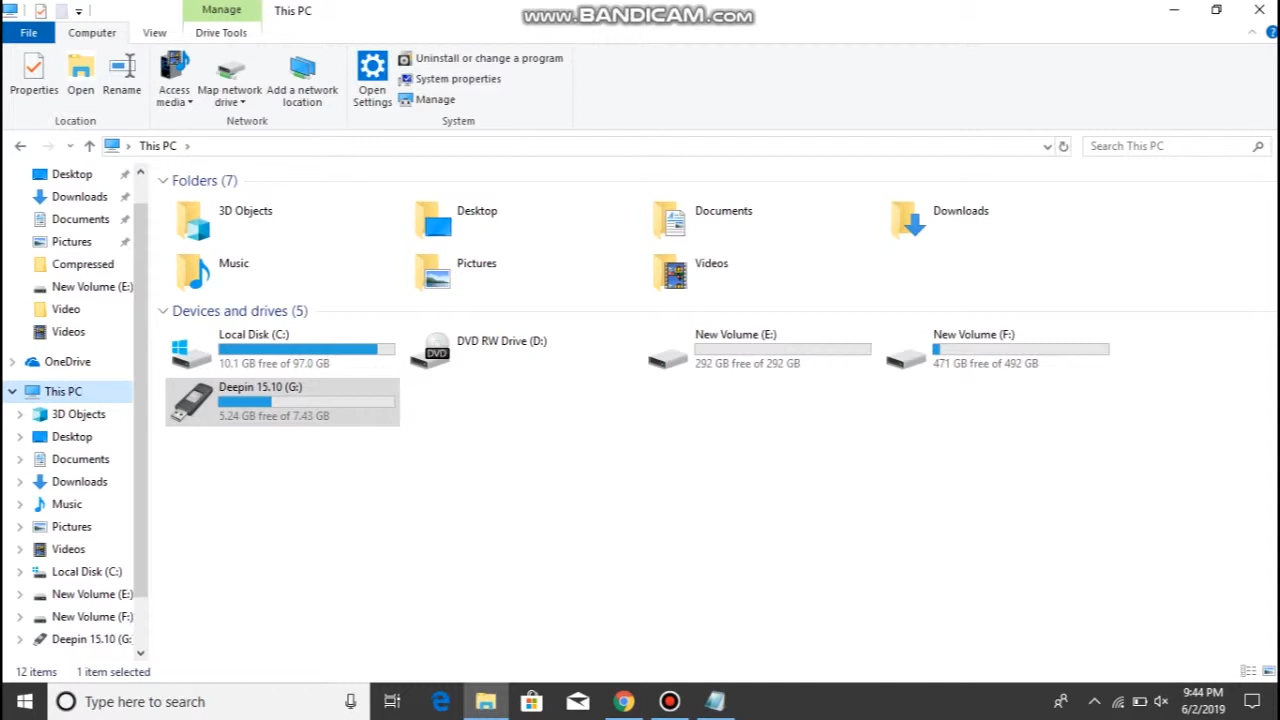 Manage
This PC
www.BANDICAM.com
File
Computer
View
Drive Tools
Properties
Open
Rename
Access media
Map network drive
Add a network location
Open Settings
Uninstall or change a program
System properties
Manage
Location
Network
System
This PC
Search This PC
Desktop
Downloads
Documents
Pictures
Compressed
New Volume (E:)
Video
Videos
OneDrive
This PC
3D Objects
Desktop
Documents
Downloads
Music
Pictures
Videos
Local Disk (C:)
New Volume (E:)
New Volume (F:)
Deepin 15.10 (G:
Folders (7)
3D Objects
Desktop
Documents
Downloads
Music
Pictures
Videos
Devices and drives (5)
Local Disk (C:)
10.1 GB free of 97.0 GB
DVD RW Drive (D:)
DVD
New Volume (E:)
292 GB free of 292 GB
New Volume (F:)
471 GB free of 492 GB
Deepin 15.10 (G:)
5.24 GB free of 7.43 GB
12 items
1 item selected
Type here to search
9:44 PM
6/2/2019